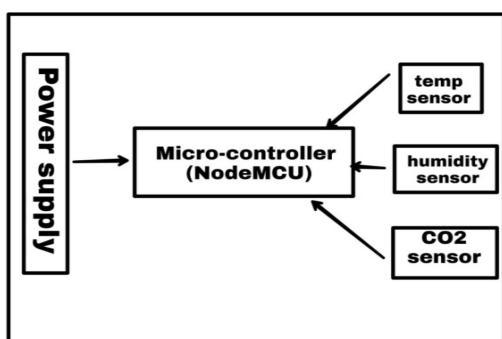 Power supply
Micro-controller
(NodeMCU)
temp
sensor
humidity
sensor
CO2
sensor